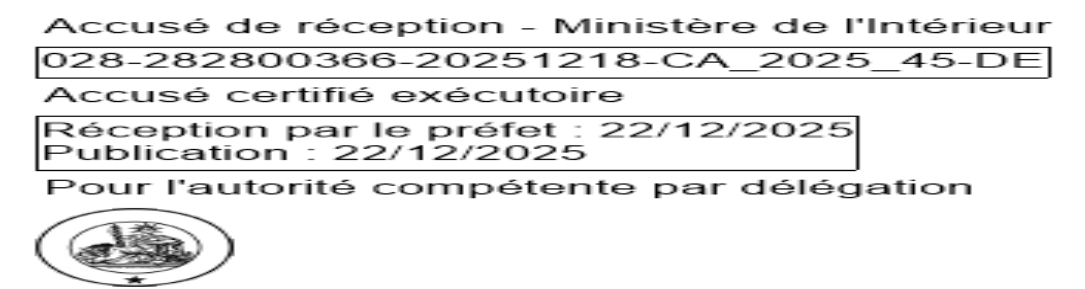 Accusé de réception - Ministère de l'Intérieur
028-282800366-20251218-CA_2025_45-DE
Accusé certifié exécutoire
Réception par le préfet : 22/12/2025
Publication : 22/12/2025
Pour l'autorité compétente par délégation